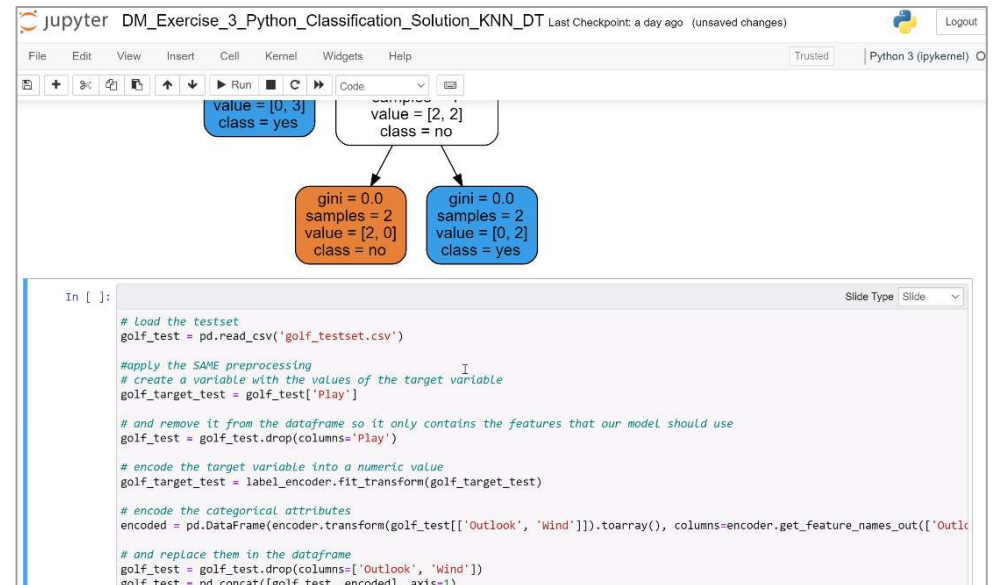 jupyter DM_Exercise_3_Python_Classification_Solution_KNN_DT Last Checkpoint: a day ago (unsaved changes) Logout
File Edit View Insert Cell Kernel Widgets Help Trusted Python 3 (ipykernel)
Run Code
value = [0, 3]
class = yes
value = [2, 2]
class = no
gini = 0.0
samples = 2
value = [2, 0]
class = no
gini = 0.0
samples = 2
value = [0, 2]
class = yes
In [ ]:
Slide Type Slide
# load the testset
golf_test = pd.read_csv('golf_testset.csv')
#apply the SAME preprocessing
# create a variable with the values of the target variable
golf_target_test = golf_test['Play']
# and remove it from the dataframe so it only contains the features that our model should use
golf_test = golf_test.drop(columns='Play')
# encode the target variable into a numeric value
golf_target_test = label_encoder.fit_transform(golf_target_test)
# encode the categorical attributes
encoded = pd.DataFrame(encoder.transform(golf_test[['Outlook', 'Wind']]).toarray(), columns=encoder.get_feature_names_out(['Outlo
# and replace them in the dataframe
golf_test = golf_test.drop(columns=['Outlook', 'Wind'])
golf_test = pd.concat([golf_test, encoded], axis=1)